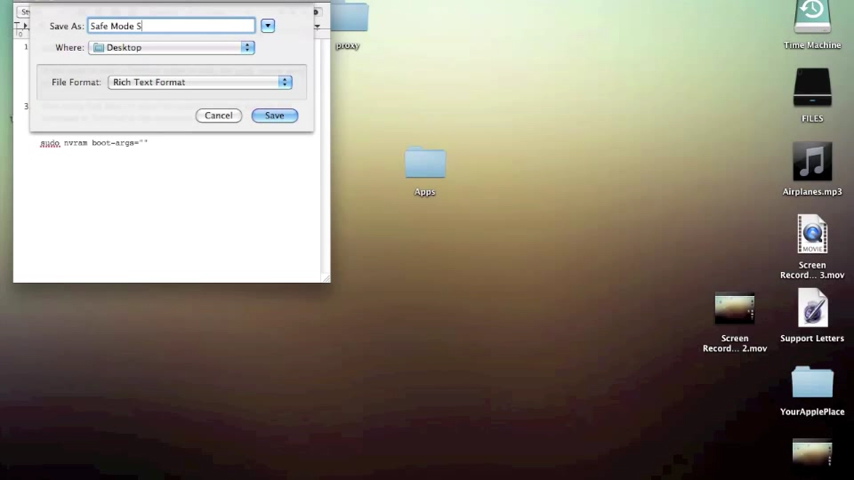 Save As: Safe Mode S
Where: Desktop
File Format: Rich Text Format
Cancel Save
sudo nvram boot-args=""
proxy
Apps
Time Machine
FILES
Airplanes.mp3
MOVIE
Screen
Record... 3.mov
Screen
Record... 2.mov
Support Letters
YourApplePlace